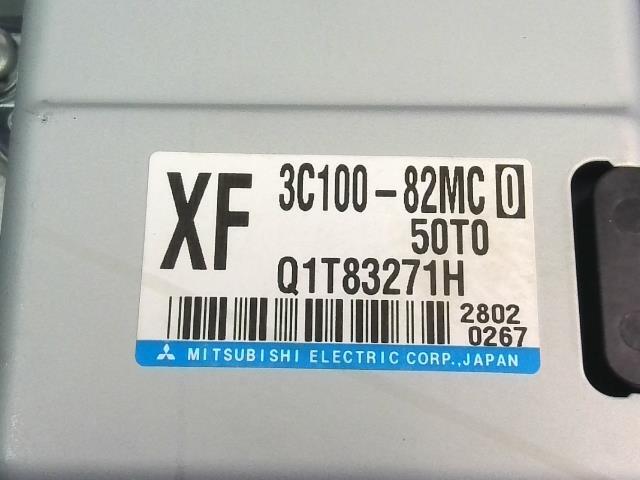 XF 3C100-82MC 0
50T0
Q1T83271H
2802
0267
MITSUBISHI ELECTRIC CORP.,JAPAN